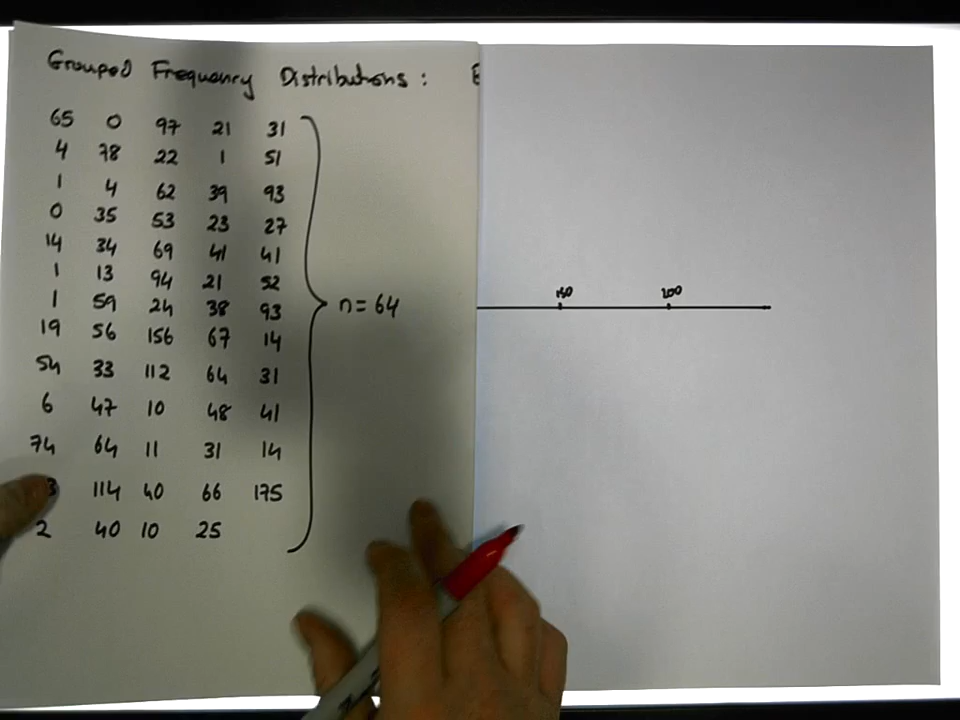 Grouped Frequency Distributions :
65 0 97 21 31
4 78 22 1 51
1 4 62 39 93
0 35 53 23 27
14 34 69 41 41
1 13 94 21 52
1 59 24 38 93
n = 64
19 56 156 67 14
54 33 112 64 31
6 47 10 48 41
74 64 11 31 14
3 114 40 66 175
2 40 10 25
150 200